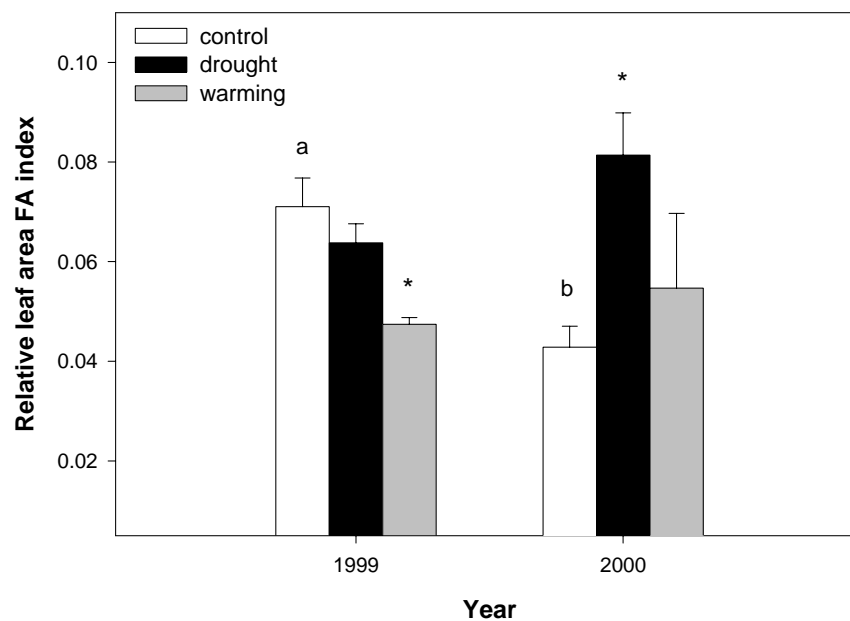 control
drought
warming
0.10
0.08
0.06
0.04
0.02
Relative leaf area FA index
a
*
b
*
1999
2000
Year